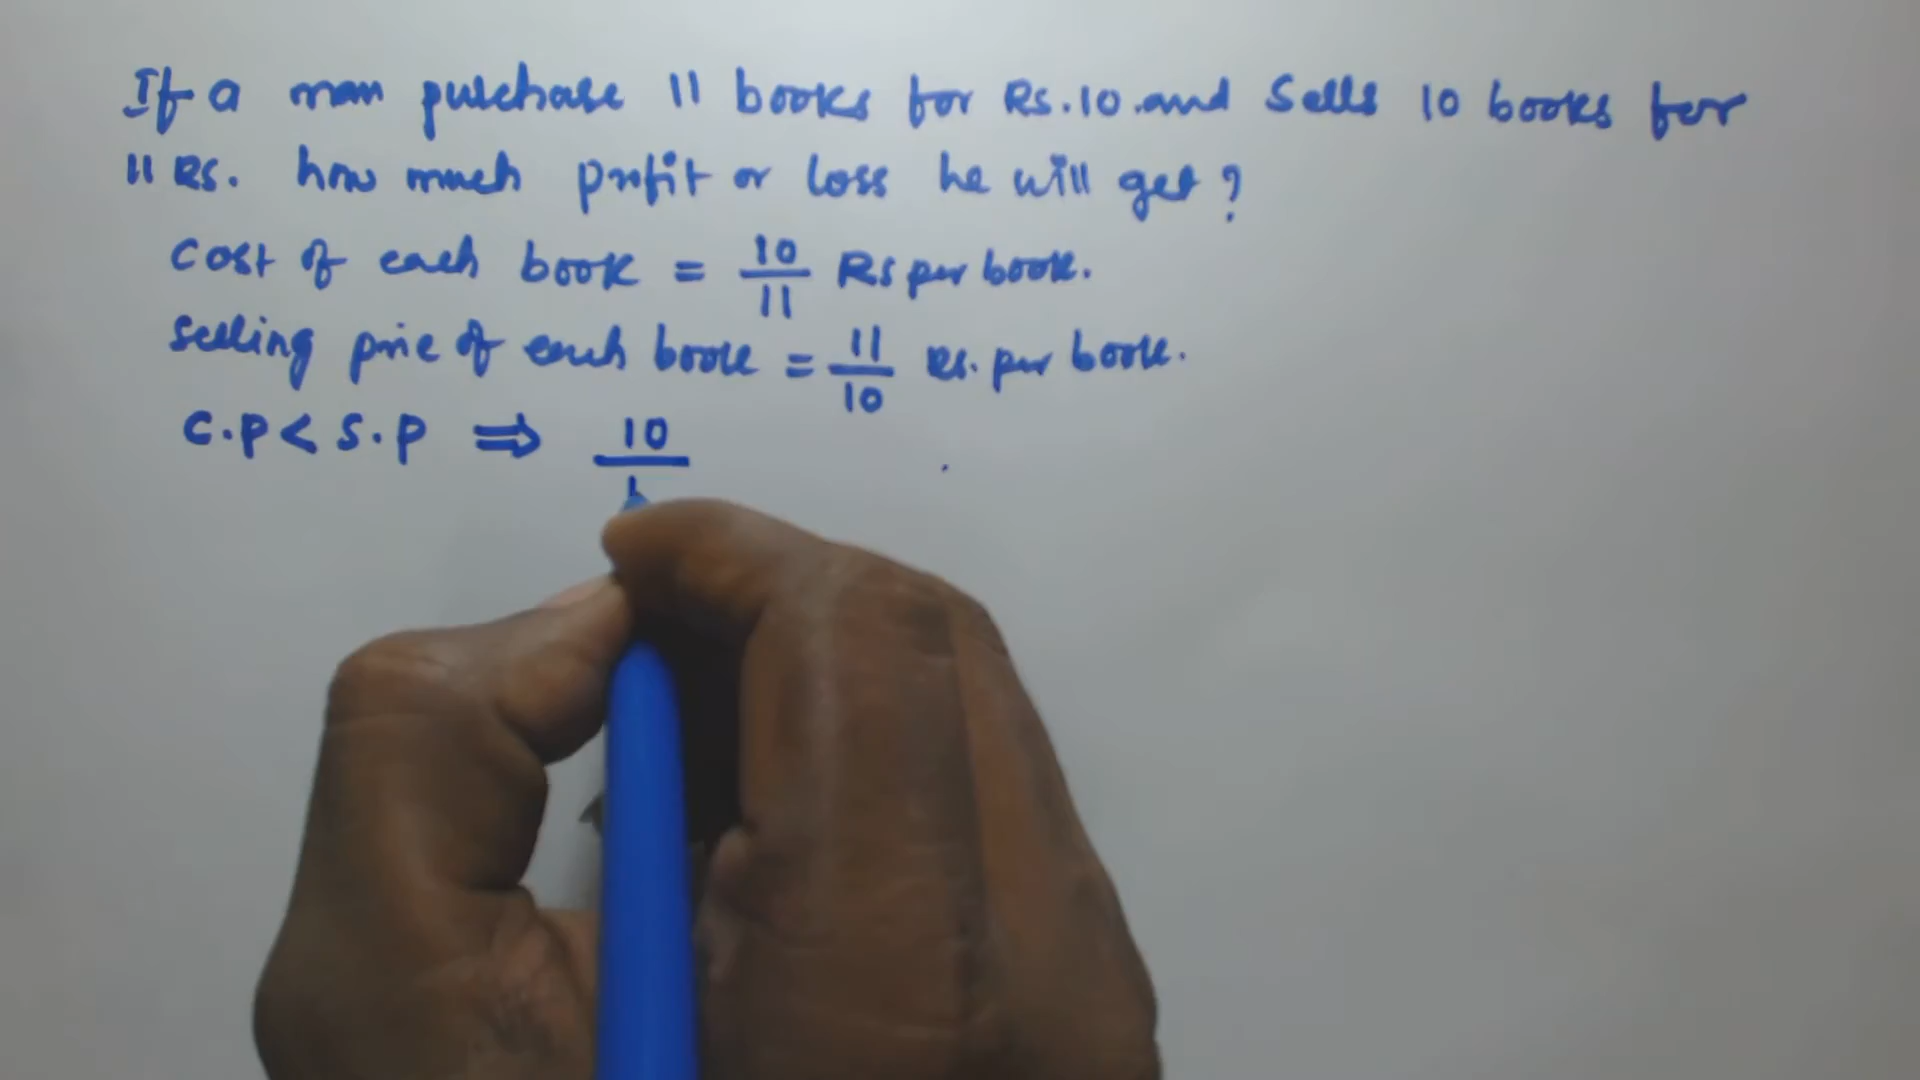 If a man purchase 11 books for Rs.10.and Sells 10 books for
11 Rs. how much profit or loss he will get?
Cost of each book = 10/11 Rs per book.
Selling price of each book = 11/10 Rs. per book.
C.P < S.P ⇒ 10/1